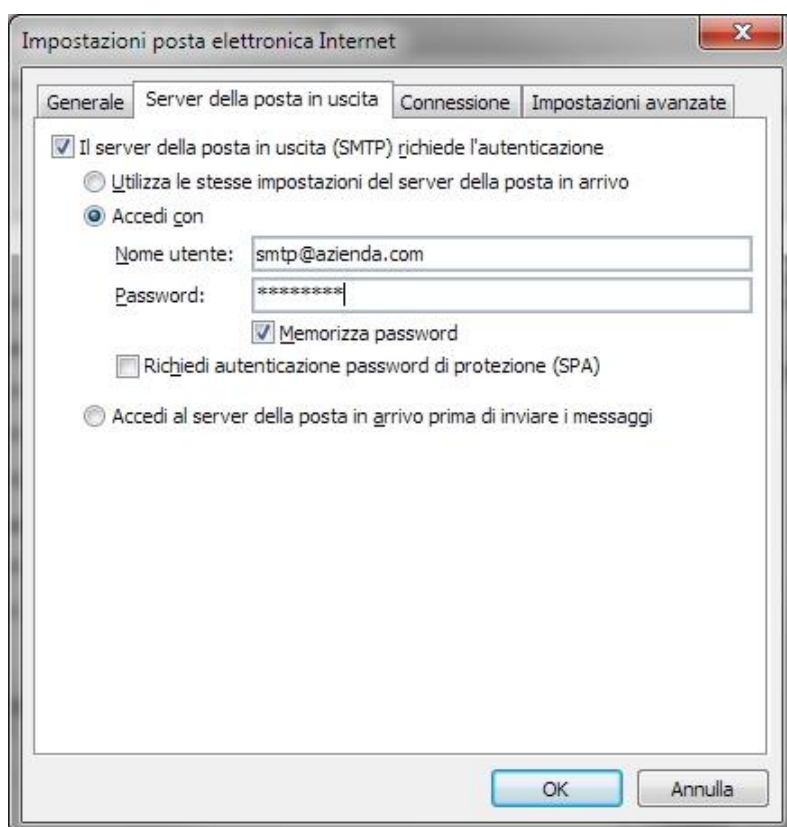 Impostazioni posta elettronica Internet
Generale Server della posta in uscita Connessione Impostazioni avanzate
Il server della posta in uscita (SMTP) richiede l'autenticazione
Utilizza le stesse impostazioni del server della posta in arrivo
Accedi con
Nome utente: smtp@azienda.com
Password: ********
Memorizza password
Richiedi autenticazione password di protezione (SPA)
Accedi al server della posta in arrivo prima di inviare i messaggi
OK Annulla